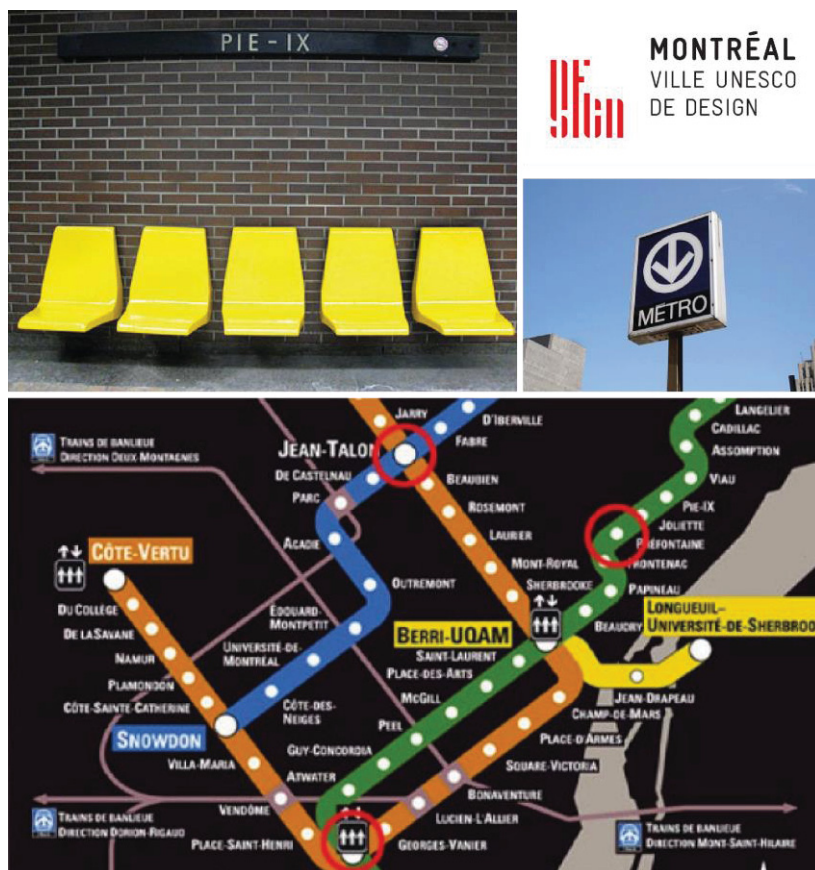 PIE-IX
DESIGN
MONTRÉAL
VILLE UNESCO
DE DESIGN
MÉTRO
TRAINS DE BANLIEUE
DIRECTION DEUX-MONTAGNES
JARRY
D'IBERVILLE
JEAN-TALON
FABRE
DE CASTELNAU
PARC
BEAUBIEN
ROSEMONT
ACADIE
LAURIER
LANGELIER
CADILLAC
ASSOMPTION
VIAU
PIE-IX
JOLIETTE
PRÉFONTAINE
FRONTENAC
CÔTE-VERTU
MONT-ROYAL
SHERBROOKE
OUTREMONT
PAPINEAU
DU COLLÈGE
EDOUARD-
MONTPETIT
BERRI-UQAM
BEAUDRY
LONGUEUIL–
UNIVERSITÉ-DE-SHERBROO
DE LA SAVANE
UNIVERSITÉ-DE-
MONTRÉAL
SAINT-LAURENT
NAMUR
PLACE-DES-ARTS
PLAMONDON
MCGILL
JEAN-DRAPEAU
CÔTE-SAINTE-CATHERINE
CÔTE-DES-
NEIGES
PEEL
CHAMP-DE-MARS
SNOWDON
GUY-CONCORDIA
PLACE-D'ARMES
VILLA-MARIA
ATWATER
SQUARE-VICTORIA
VENDÔME
BONAVENTURE
LUCIEN-L'ALLIER
TRAINS DE BANLIEUE
DIRECTION DORION-RIGAUD
PLACE-SAINT-HENRI
GEORGES-VANIER
TRAINS DE BANLIEUE
DIRECTION MONT-SAINT-HILAIRE